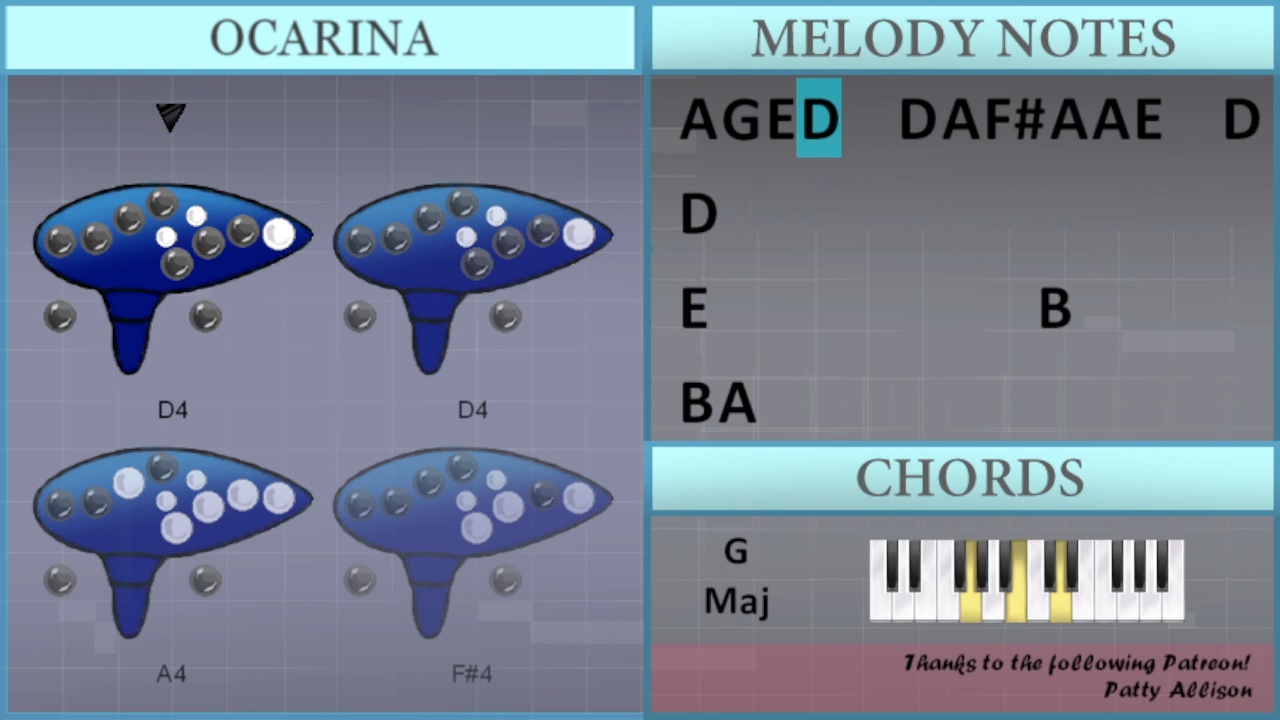 OCARINA
D4
D4
A4
F#4
MELODY NOTES
AGED DAF#AAE D
D
E B
BA
CHORDS
G
Maj
Thanks to the following Patreon!
Patty Allison